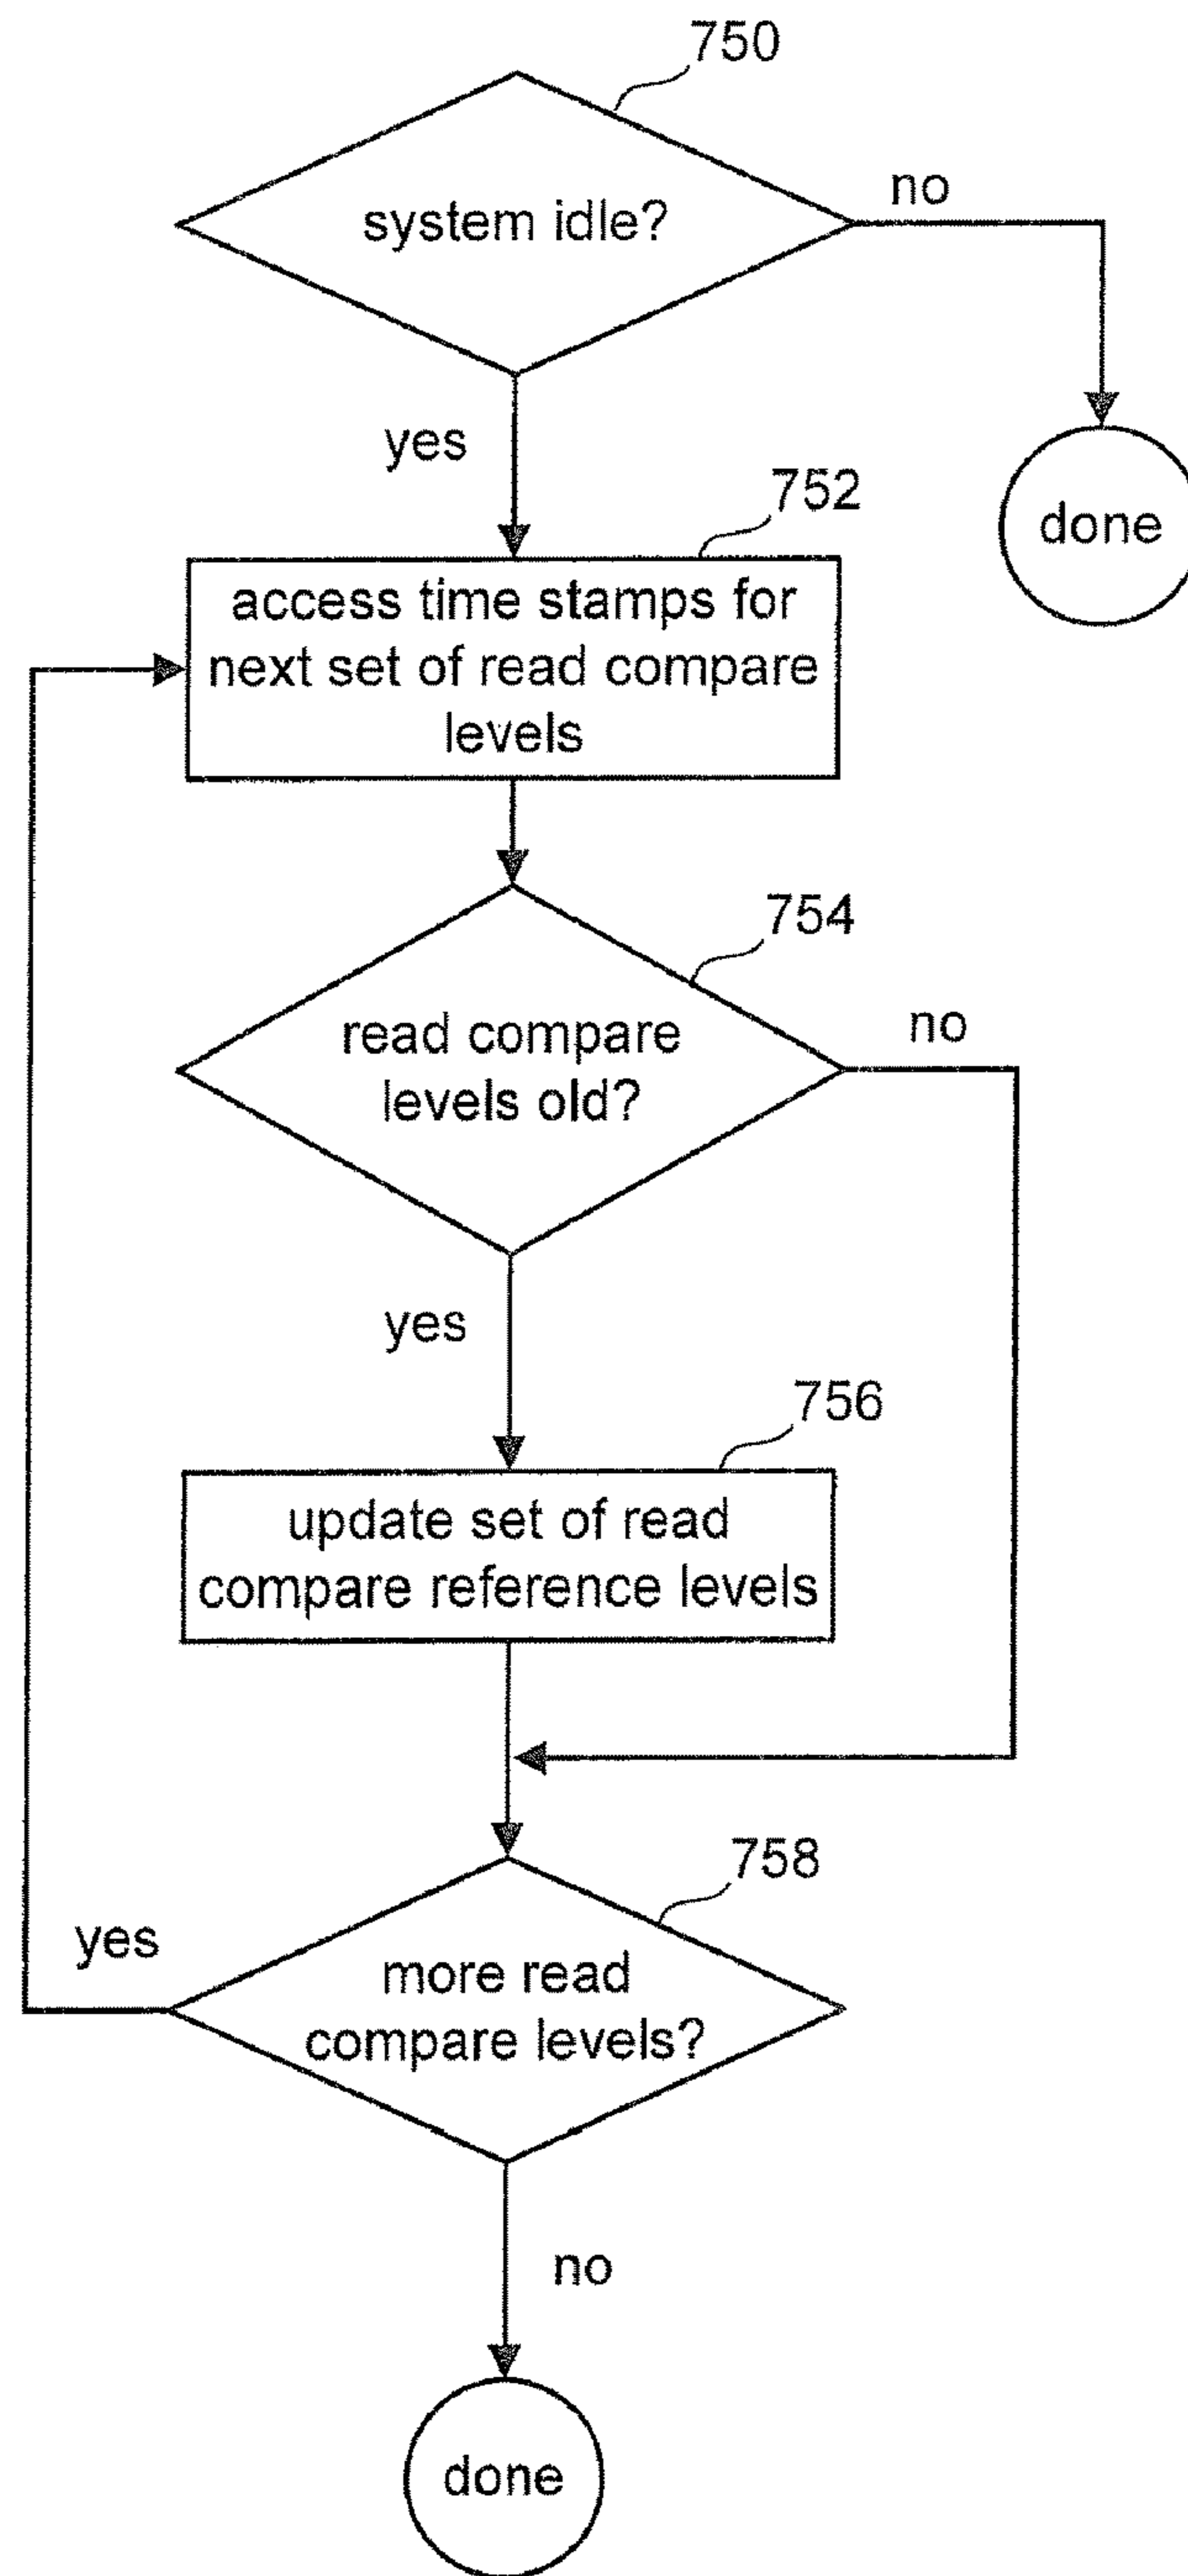 750
system idle?
no
yes
done
752
access time stamps for
next set of read compare
levels
754
read compare
levels old?
no
yes
756
update set of read
compare reference levels
758
yes
more read
compare levels?
no
done